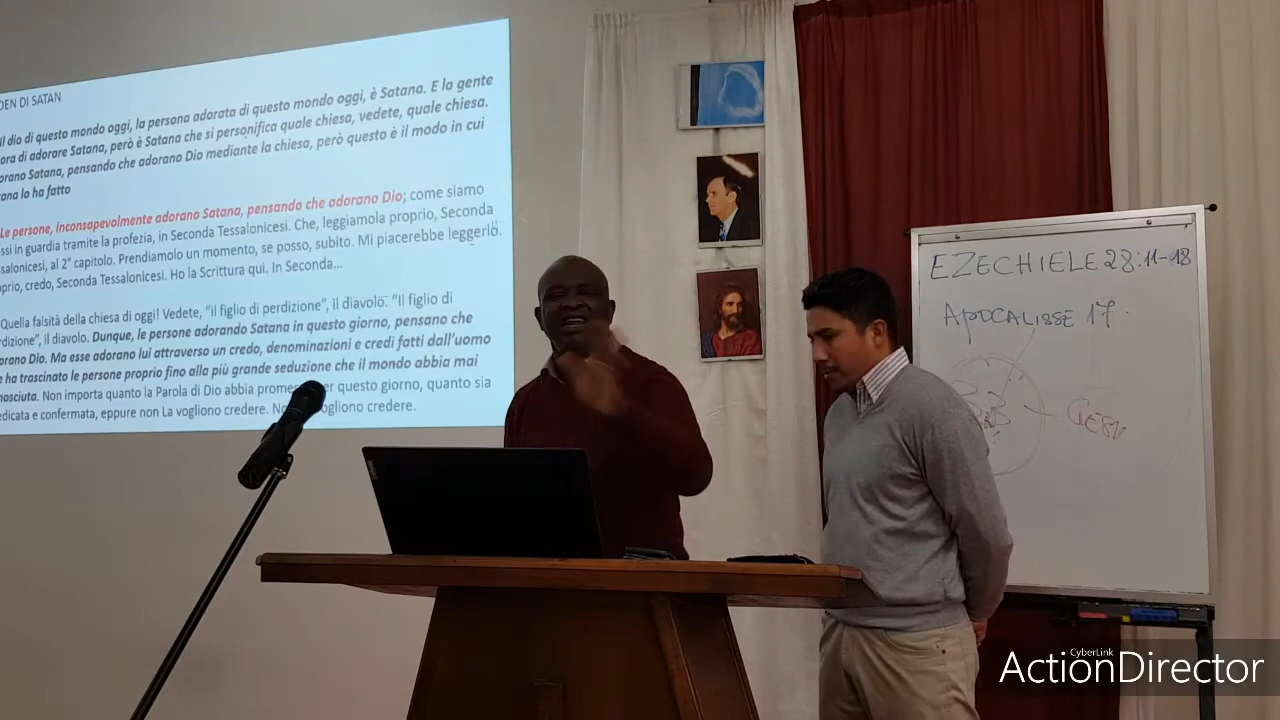 DEN DI SATAN
Il dio di questo mondo oggi, la persona adorata di questo mondo oggi, è Satana. E la gente
ora di adorare Satana, però è Satana che si personifica quale chiesa, vedete, quale chiesa.
orano Satana, pensando che adorano Dio mediante la chiesa, però questo è il modo in cui
ana lo ha fatto
Le persone, inconsapevolmente adorano Satana, pensando che adorano Dio; come siamo
ssi in guardia tramite la profezia, in Seconda Tessalonicesi. Che, leggiamola proprio, Seconda
salonicesi, al 2° capitolo. Prendiamolo un momento, se posso, subito. Mi piacerebbe leggerlo.
oprio, credo, Seconda Tessalonicesi. Ho la Scrittura qui. In Seconda...
Quella falsità della chiesa di oggi! Vedete, “il figlio di perdizione”, il diavolo. “Il figlio di
rdizione”, il diavolo. Dunque, le persone adorando Satana in questo giorno, pensano che
orano Dio. Ma esse adorano lui attraverso un credo, denominazioni e credi fatti dall'uomo
e ha trascinato le persone proprio fino alla più grande seduzione che il mondo abbia mai
nosciuta. Non importa quanto la Parola di Dio abbia prome per questo giorno, quanto sia
edicata e confermata, eppure non La vogliono credere. No vogliono credere.
EZECHIELE 28:11-18
APOCALISSE 17.
GESU
CyberLink
ActionDirector